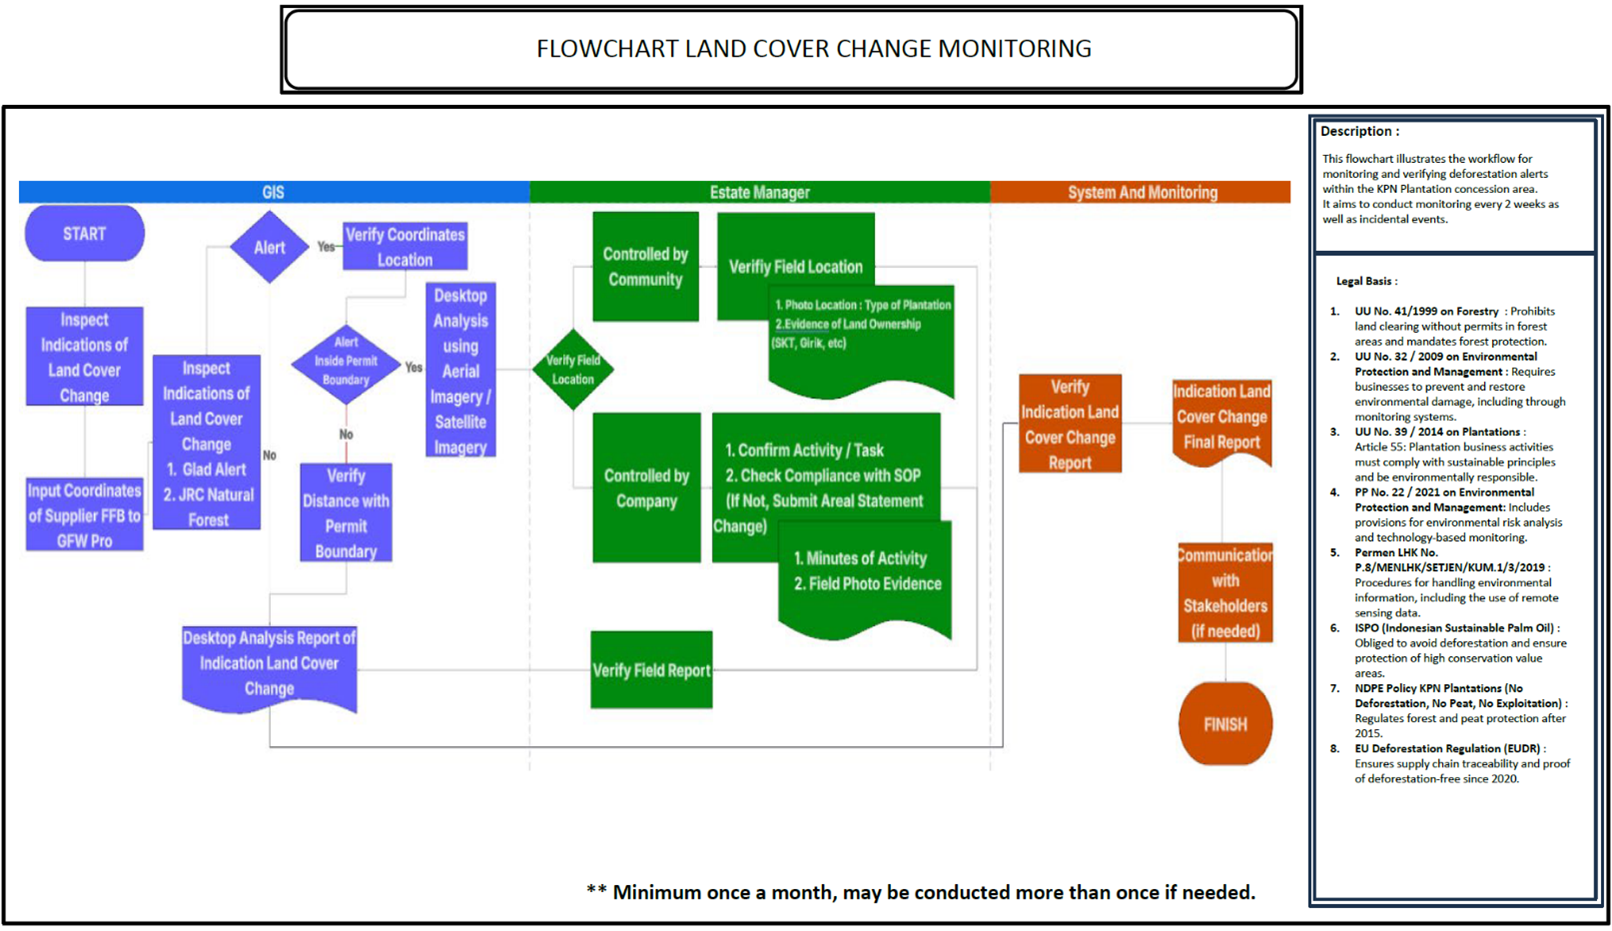 FLOWCHART LAND COVER CHANGE MONITORING
GIS
Estate Manager
System And Monitoring
START
Inspect
Indications of
Land Cover
Change
Input Coordinates
of Supplier FFB to
GFW Pro
Inspect
Indications of
Land Cover
Change
1. Glad Alert
2. JRC Natural
Forest
Alert
Yes
No
Verify Coordinates
Location
Alert
Inside Permit
Boundary
Yes
No
Verify
Distance with
Permit
Boundary
Desktop
Analysis
using
Aerial
Imagery /
Satellite
Imagery
Desktop Analysis Report of
Indication Land Cover
Change
Verify Field
Location
Controlled by
Community
Verifiy Field Location
1. Photo Location : Type of Plantation
2.Evidence of Land Ownership
(SKT, Girik, etc)
Controlled by
Company
1. Confirm Activity / Task
2. Check Compliance with SOP
(If Not, Submit Areal Statement
Change)
1. Minutes of Activity
2. Field Photo Evidence
Verify Field Report
Verify
Indication Land
Cover Change
Report
Indication Land
Cover Change
Final Report
Communication
with
Stakeholders
(if needed)
FINISH
** Minimum once a month, may be conducted more than once if needed.
Description :
This flowchart illustrates the workflow for
monitoring and verifying deforestation alerts
within the KPN Plantation concession area.
It aims to conduct monitoring every 2 weeks as
well as incidental events.
Legal Basis :
1. UU No. 41/1999 on Forestry : Prohibits
land clearing without permits in forest
areas and mandates forest protection.
2. UU No. 32 / 2009 on Environmental
Protection and Management : Requires
businesses to prevent and restore
environmental damage, including through
monitoring systems.
3. UU No. 39 / 2014 on Plantations :
Article 55: Plantation business activities
must comply with sustainable principles
and be environmentally responsible.
4. PP No. 22 / 2021 on Environmental
Protection and Management: Includes
provisions for environmental risk analysis
and technology-based monitoring.
5. Permen LHK No.
P.8/MENLHK/SETJEN/KUM.1/3/2019 :
Procedures for handling environmental
information, including the use of remote
sensing data.
6. ISPO (Indonesian Sustainable Palm Oil) :
Obliged to avoid deforestation and ensure
protection of high conservation value
areas.
7. NDPE Policy KPN Plantations (No
Deforestation, No Peat, No Exploitation) :
Regulates forest and peat protection after
2015.
8. EU Deforestation Regulation (EUDR) :
Ensures supply chain traceability and proof
of deforestation-free since 2020.